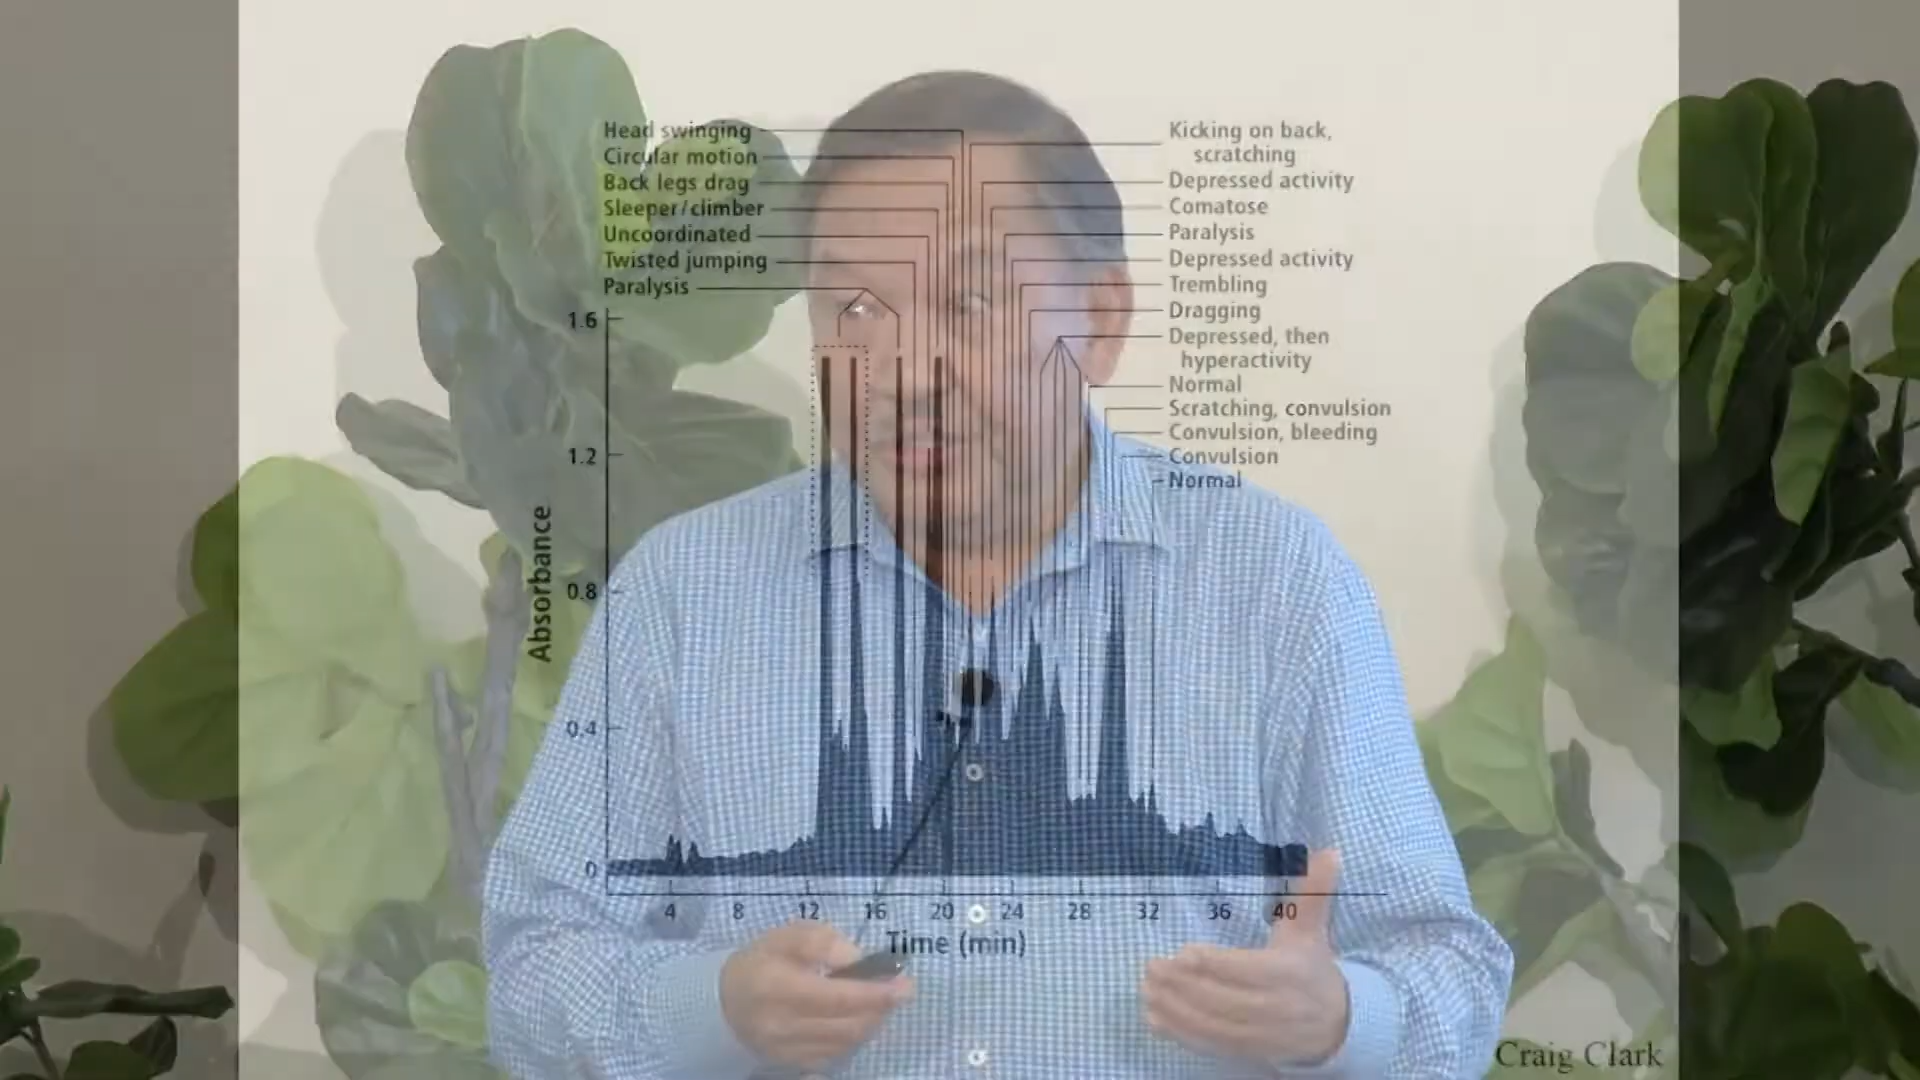 Head swinging
Circular motion
Back legs drag
Sleeper/climber
Uncoordinated
Twisted jumping
Paralysis
Kicking on back,
scratching
Depressed activity
Comatose
Paralysis
Depressed activity
Trembling
Dragging
Depressed, then
hyperactivity
Normal
Scratching, convulsion
Convulsion, bleeding
Convulsion
Normal
Absorbance
1.6
1.2
0.8
0.4
0
4 8 12 16 20 24 28 32 36 40
Time (min)
Craig Clark